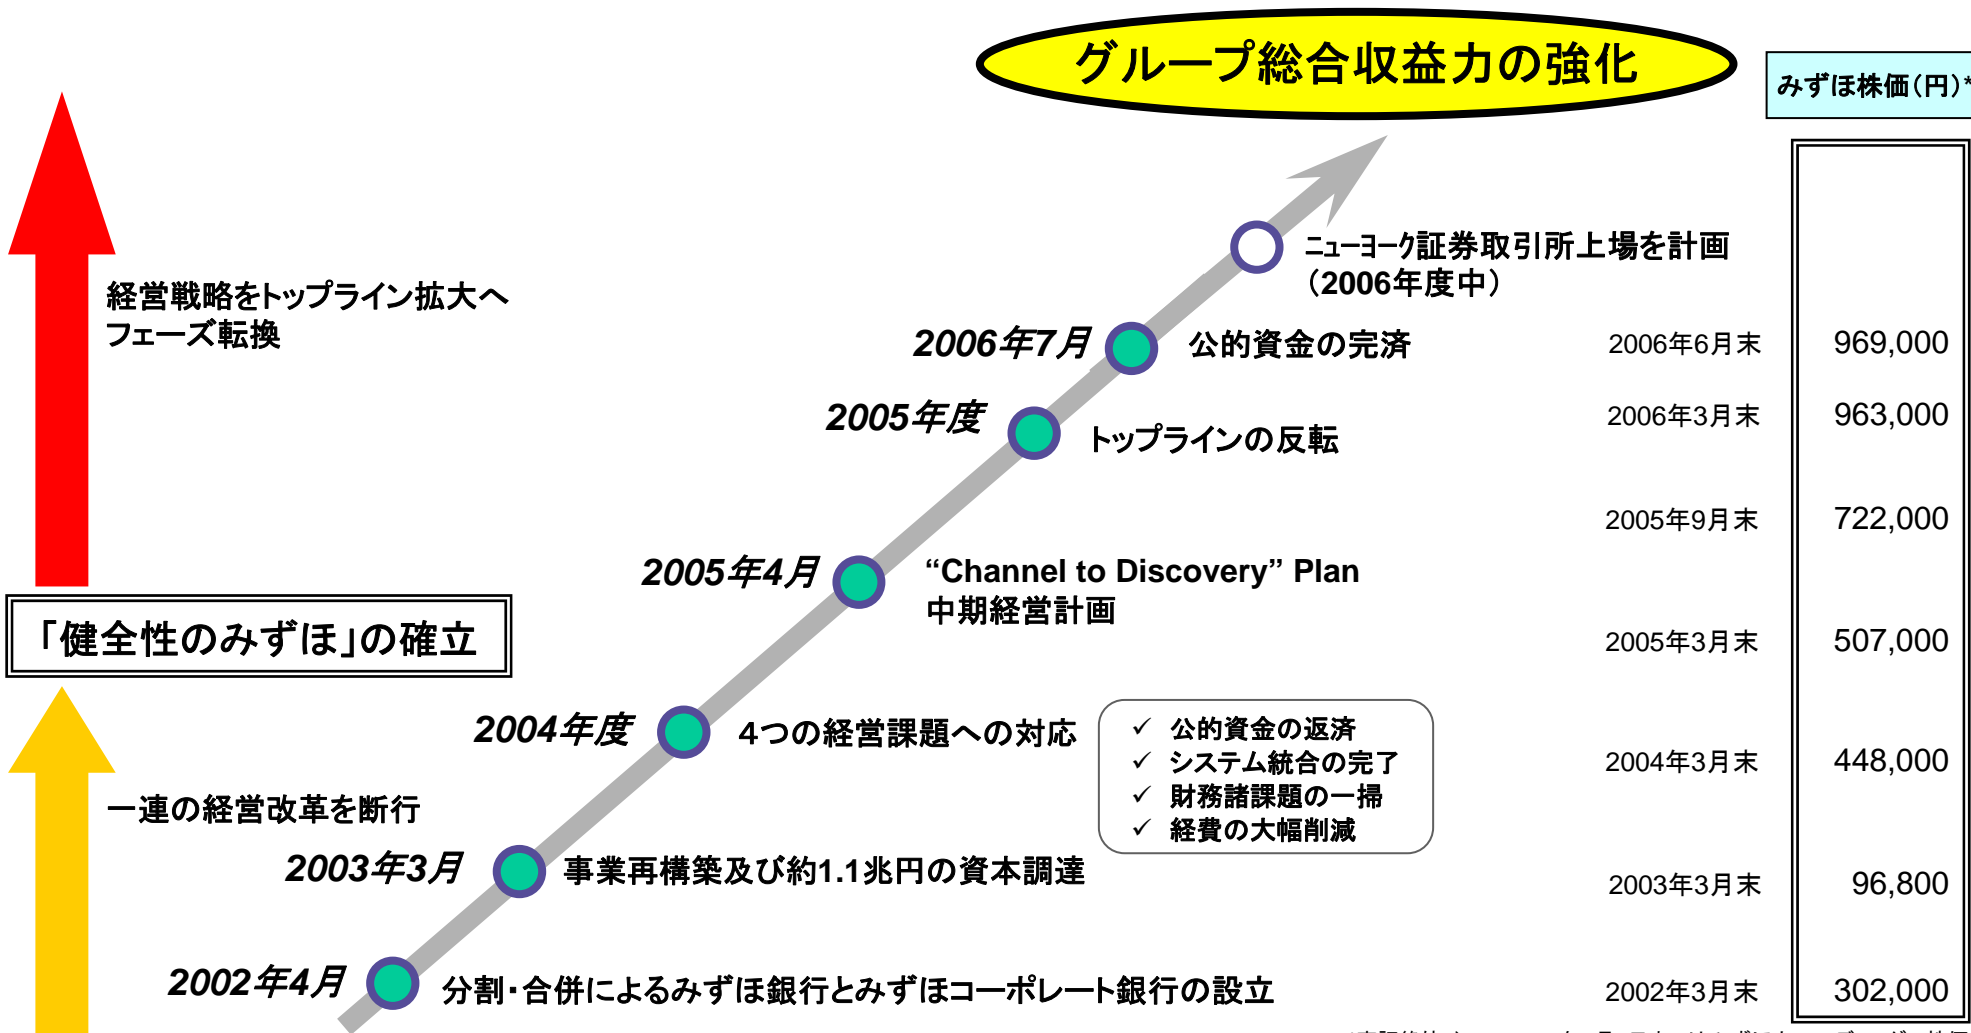 グループ総合収益力の強化
みずほ株価(円)*
ニューヨーク証券取引所上場を計画
(2006年度中)
経営戦略をトップライン拡大へ
フェーズ転換
2006年7月 公的資金の完済 2006年6月末 969,000
2005年度 トップラインの反転 2006年3月末 963,000
2005年9月末 722,000
2005年4月 “Channel to Discovery” Plan
中期経営計画
「健全性のみずほ」の確立
2005年3月末 507,000
2004年度 4つの経営課題への対応
✓ 公的資金の返済
✓ システム統合の完了
✓ 財務諸課題の一掃
✓ 経費の大幅削減
2004年3月末 448,000
一連の経営改革を断行
2003年3月 事業再構築及び約1.1兆円の資本調達 2003年3月末 96,800
2002年4月 分割・合併によるみずほ銀行とみずほコーポレート銀行の設立 2002年3月末 302,000